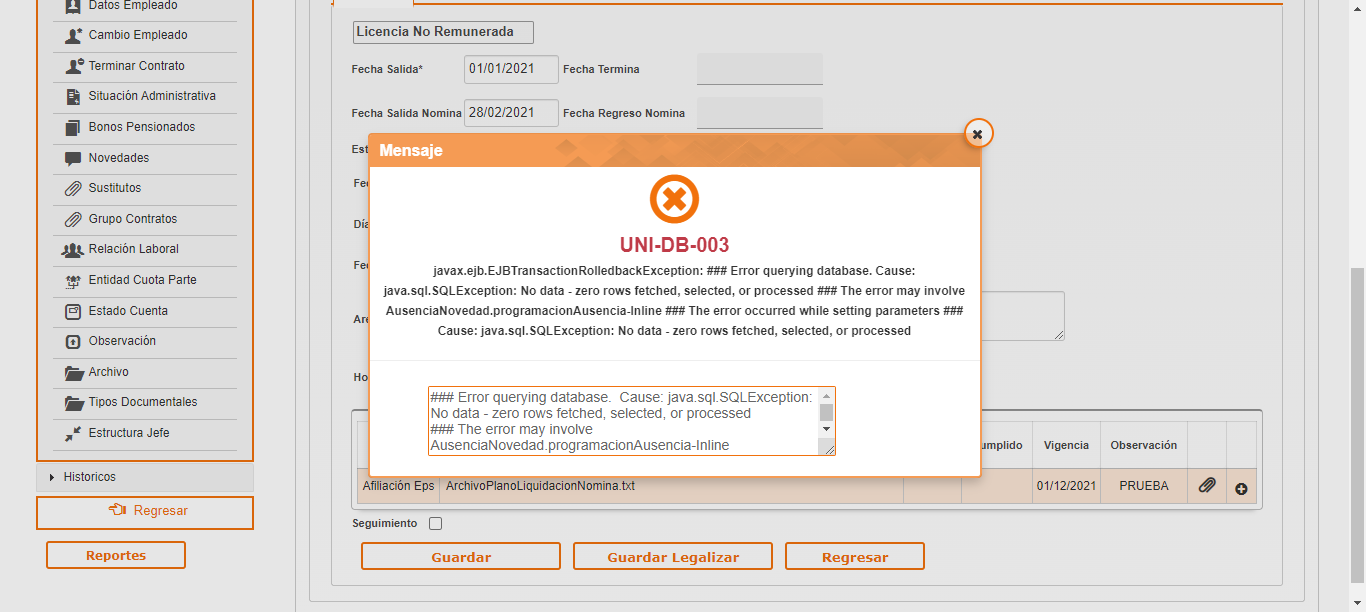 Datos Empleado
Cambio Empleado
Terminar Contrato
Situación Administrativa
Bonos Pensionados
Novedades
Sustitutos
Grupo Contratos
Relación Laboral
Entidad Cuota Parte
Estado Cuenta
Observación
Archivo
Tipos Documentales
Estructura Jefe
Historicos
Regresar
Reportes
Licencia No Remunerada
Fecha Salida* 01/01/2021 Fecha Termina
Fecha Salida Nomina 28/02/2021 Fecha Regreso Nomina
Est
Fec
Día
Fec
Are
Ho
Mensaje
UNI-DB-003
javax.ejb.EJBTransactionRolledbackException: ### Error querying database. Cause:
java.sql.SQLException: No data - zero rows fetched, selected, or processed ### The error may involve
AusenciaNovedad.programacionAusencia-Inline ### The error occurred while setting parameters ###
Cause: java.sql.SQLException: No data - zero rows fetched, selected, or processed
### Error querying database.  Cause: java.sql.SQLException:
No data - zero rows fetched, selected, or processed
### The error may involve
AusenciaNovedad.programacionAusencia-Inline
umplido Vigencia Observación
Afiliación Eps ArchivoPlanoLiquidacionNomina.txt 01/12/2021 PRUEBA
Seguimiento
Guardar Guardar Legalizar Regresar